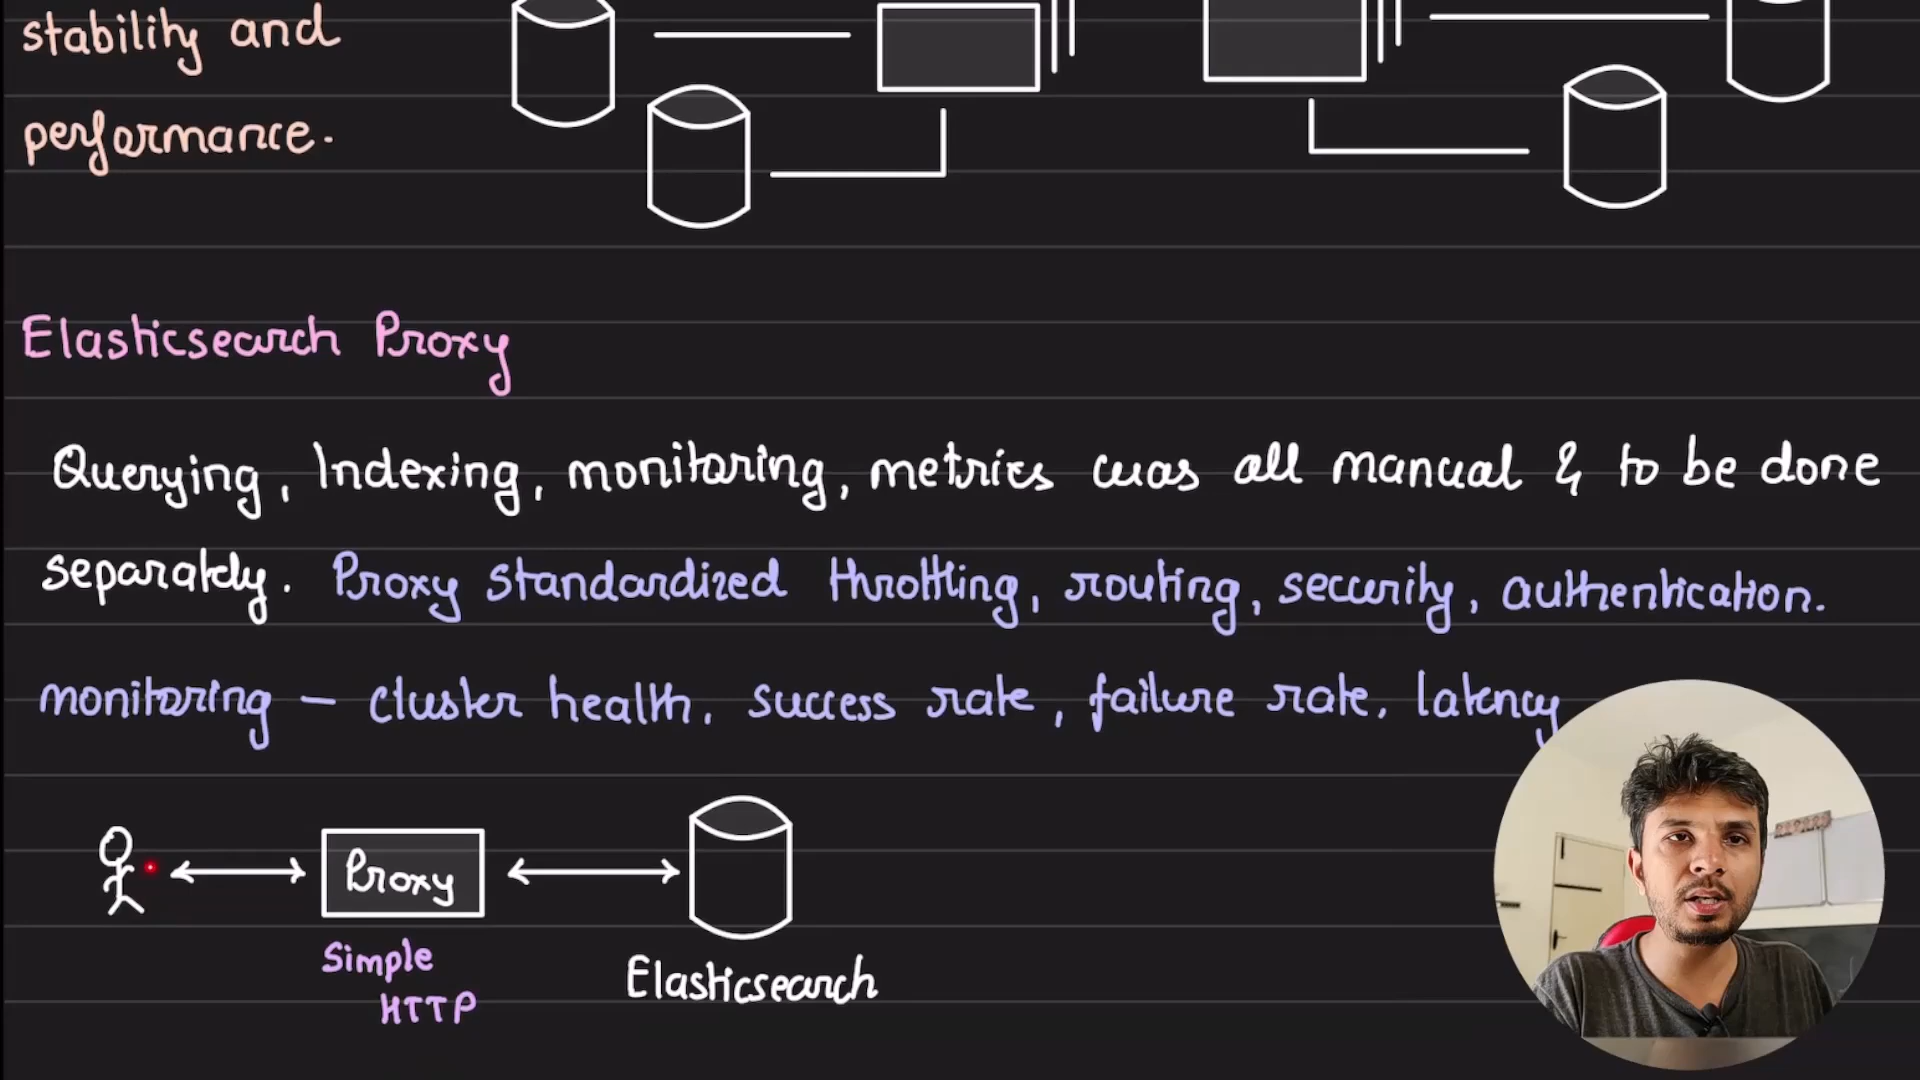 stability and
performance.
Elasticsearch Proxy
Querying, Indexing, monitoring, metrics was all manual & to be done
separately. Proxy standardized throttling, routing, security, authentication.
monitoring — cluster health, success rate, failure rate, latency
Proxy
Simple
HTTP
Elasticsearch